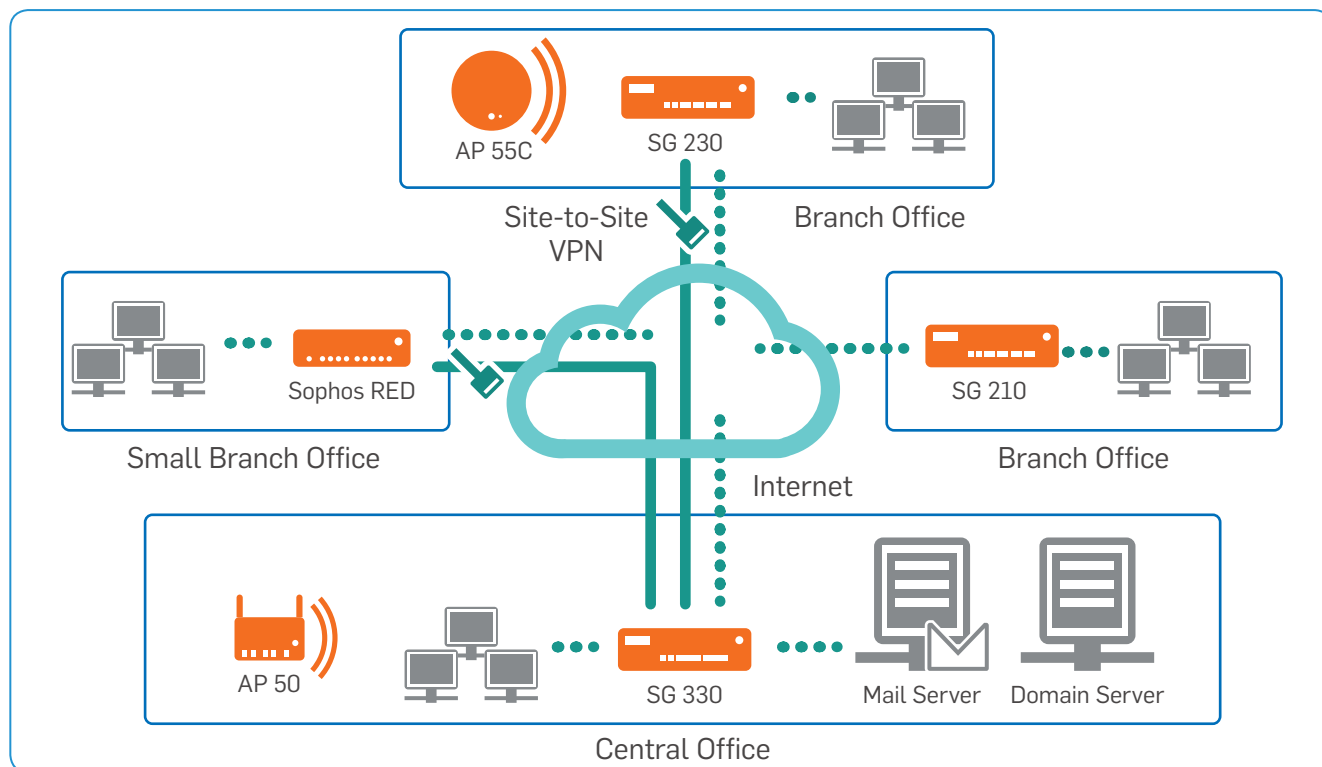 AP 55C
SG 230
Site-to-Site
VPN
Branch Office
Sophos RED
SG 210
Small Branch Office
Branch Office
Internet
AP 50
SG 330
Mail Server
Domain Server
Central Office